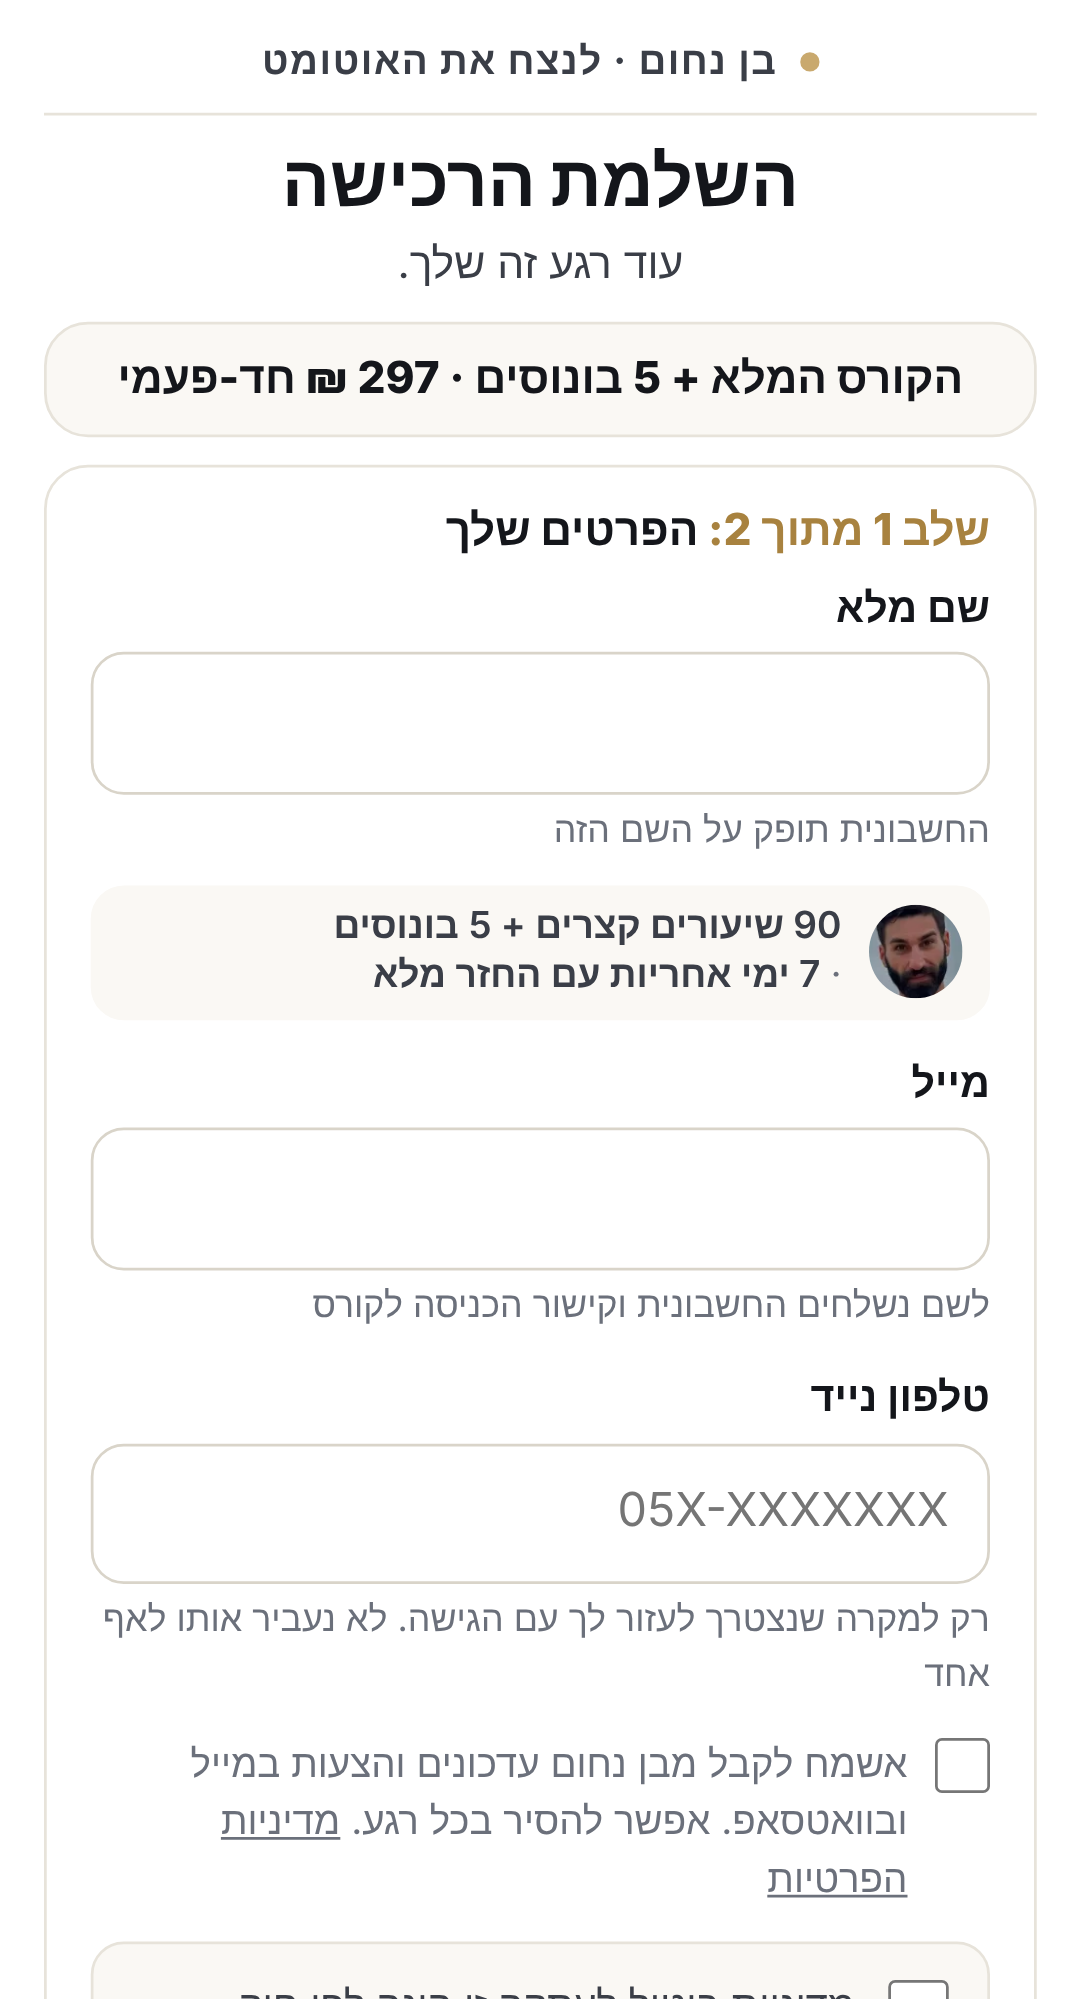 בן נחום · לנצח את האוטומט
השלמת הרכישה
עוד רגע זה שלך.
הקורס המלא + 5 בונוסים · 297 ₪ חד-פעמי
שלב 1 מתוך 2: הפרטים שלך
שם מלא
החשבונית תופק על השם הזה
90 שיעורים קצרים + 5 בונוסים
· 7 ימי אחריות עם החזר מלא
מייל
לשם נשלחים החשבונית וקישור הכניסה לקורס
טלפון נייד
05X-XXXXXXX
רק למקרה שנצטרך לעזור לך עם הגישה. לא נעביר אותו לאף
אחד
אשמח לקבל מבן נחום עדכונים והצעות במייל
ובוואטסאפ. אפשר להסיר בכל רגע. מדיניות
הפרטיות